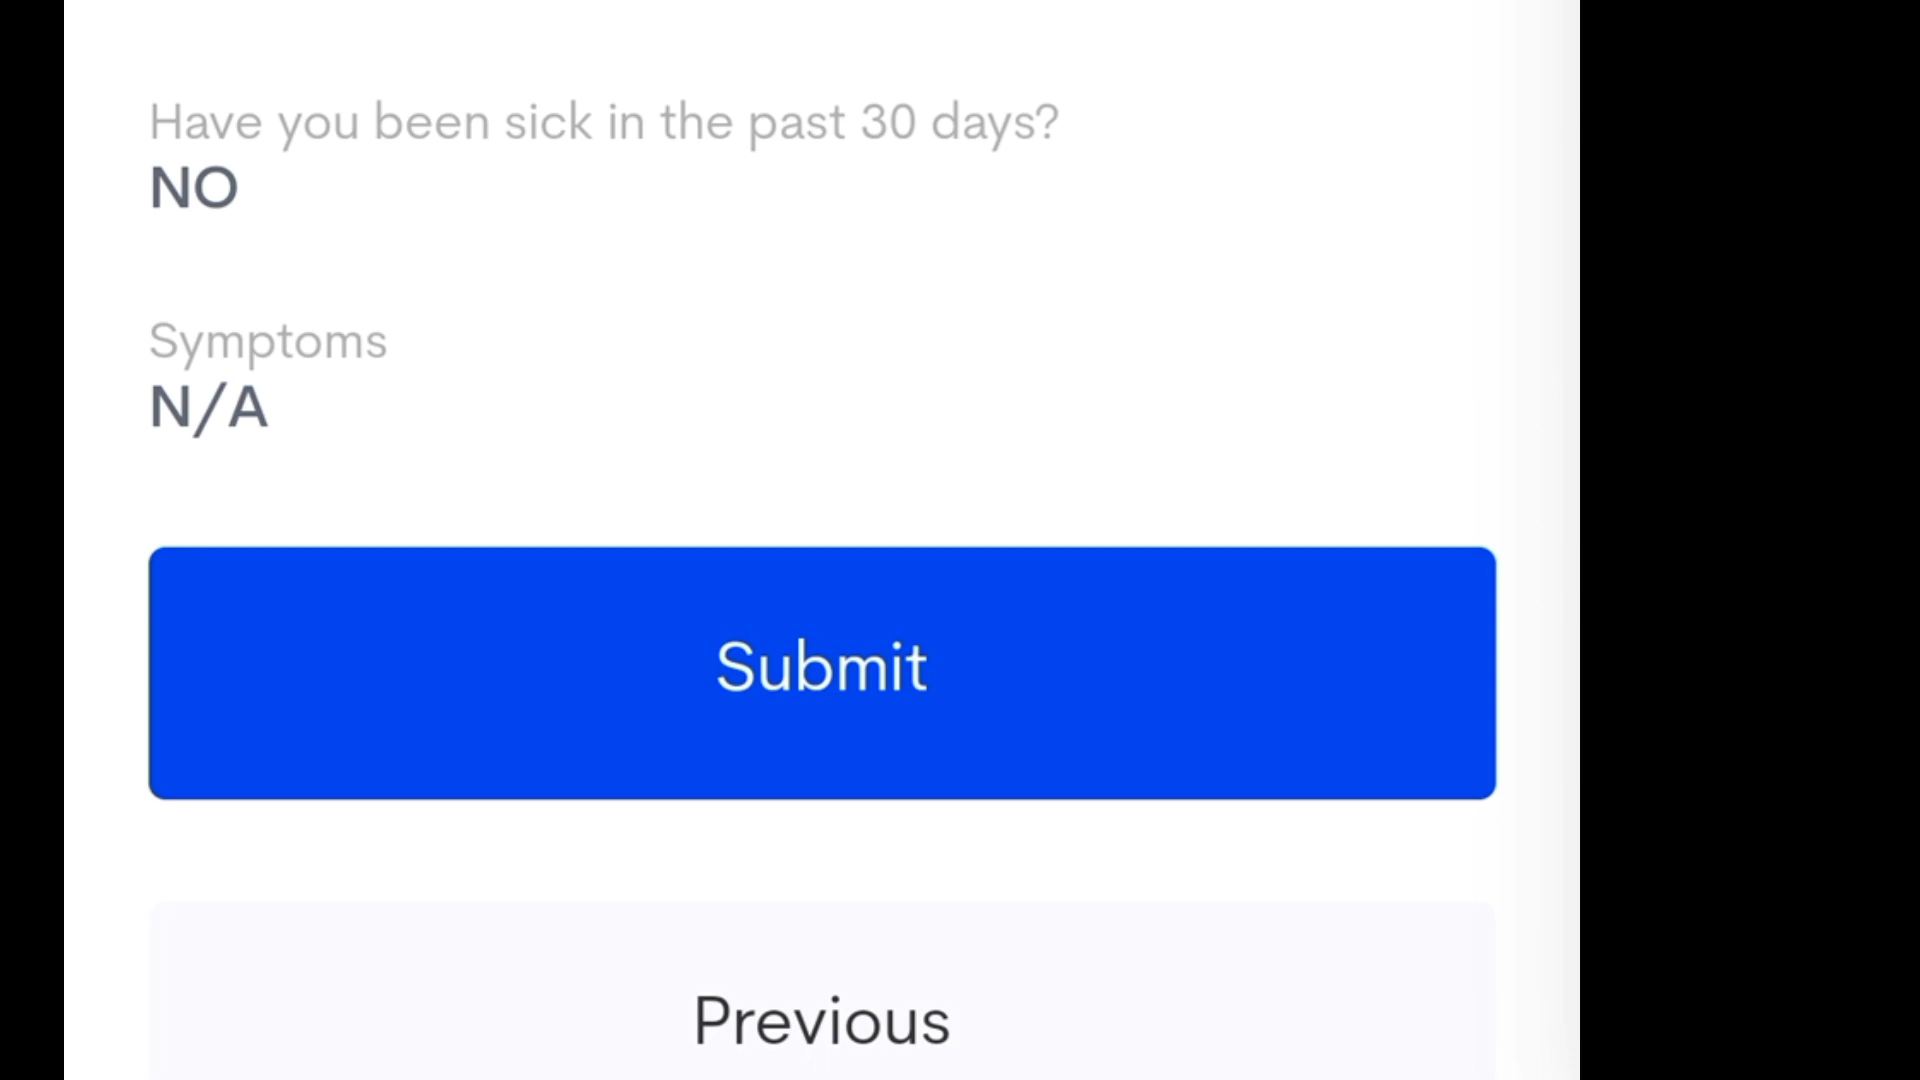 Have you been sick in the past 30 days?
NO
Symptoms
N/A
Submit
Previous